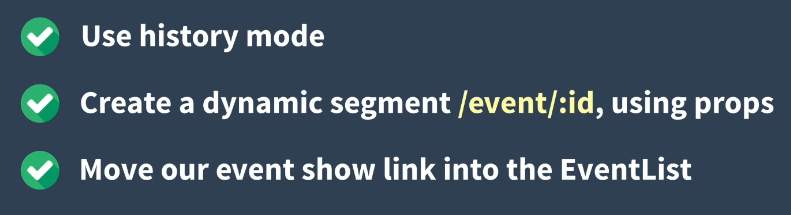 Use history mode
Create a dynamic segment /event/:id, using props
Move our event show link into the EventList